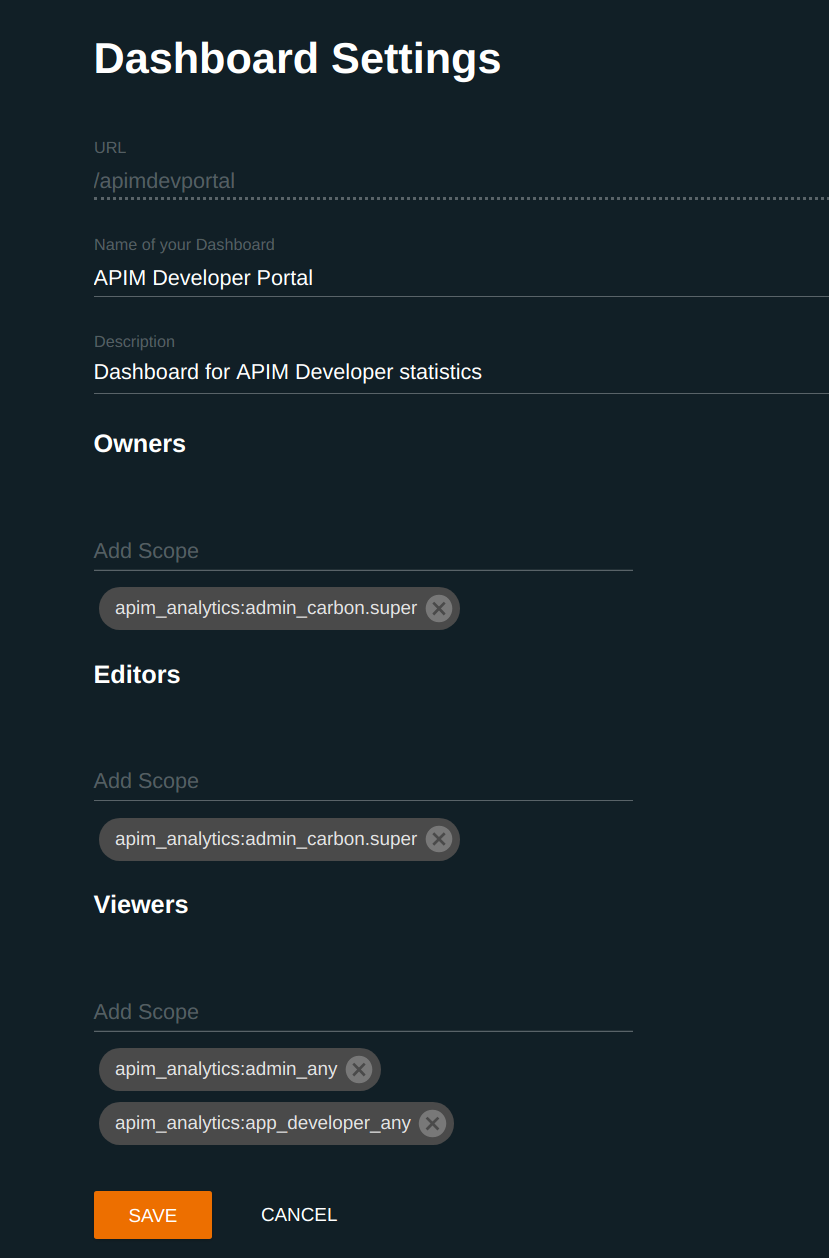 Dashboard Settings
URL
/apimdevportal
Name of your Dashboard
APIM Developer Portal
Description
Dashboard for APIM Developer statistics
Owners
Add Scope
apim_analytics:admin_carbon.super
Editors
Add Scope
apim_analytics:admin_carbon.super
Viewers
Add Scope
apim_analytics:admin_any
apim_analytics:app_developer_any
SAVE CANCEL